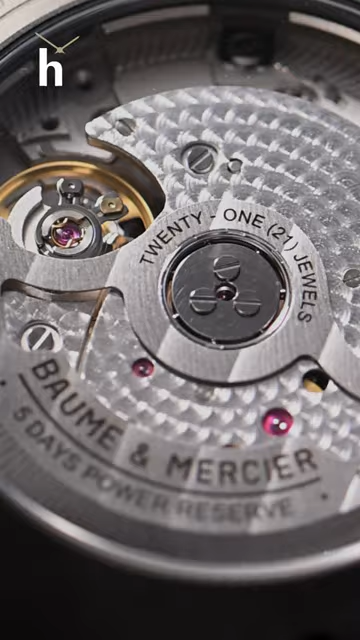 h
TWENTY - ONE (21) JEWELS
BAUME & MERCIER
5 DAYS POWER RESERVE